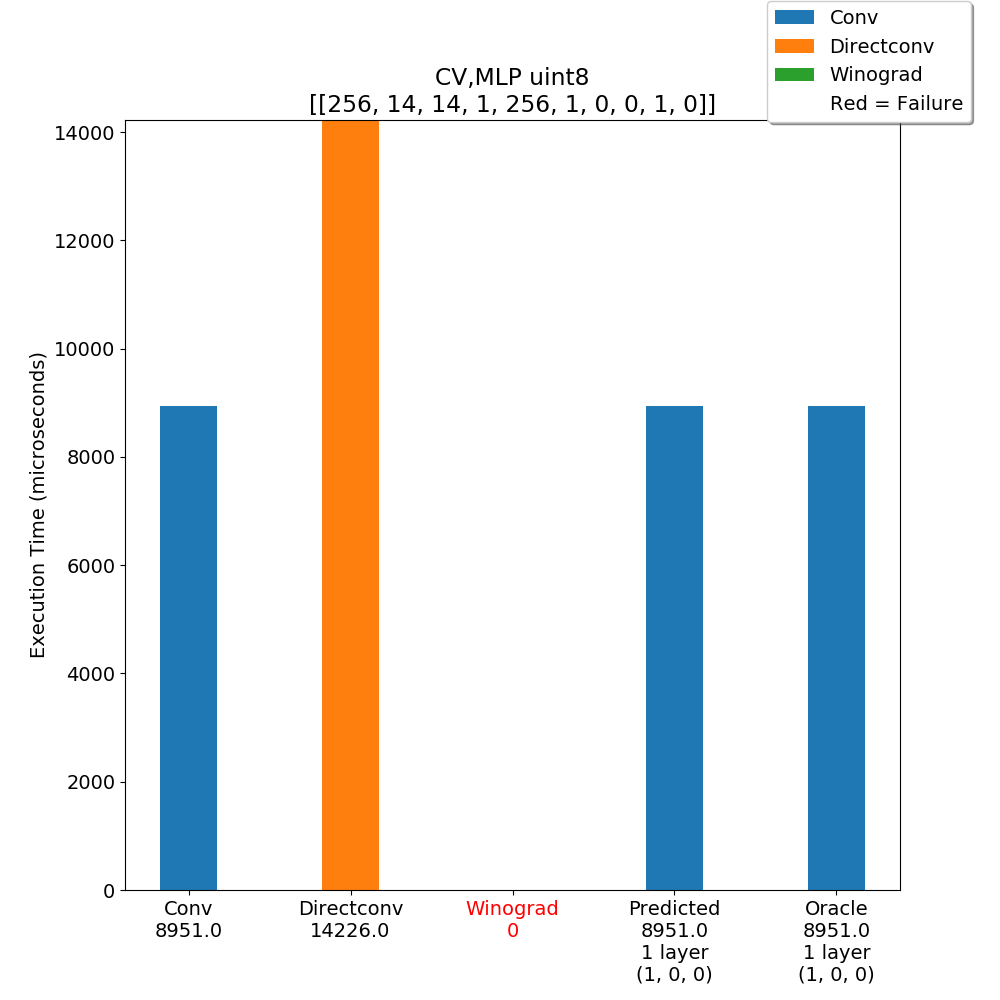 Conv
Directconv
Winograd
Red = Failure
CV,MLP uint8
[[256, 14, 14, 1, 256, 1, 0, 0, 1, 0]]
Execution Time (microseconds)
14000
12000
10000
8000
6000
4000
2000
0
Conv
8951.0
Directconv
14226.0
Winograd
0
Predicted
8951.0
1 layer
(1, 0, 0)
Oracle
8951.0
1 layer
(1, 0, 0)